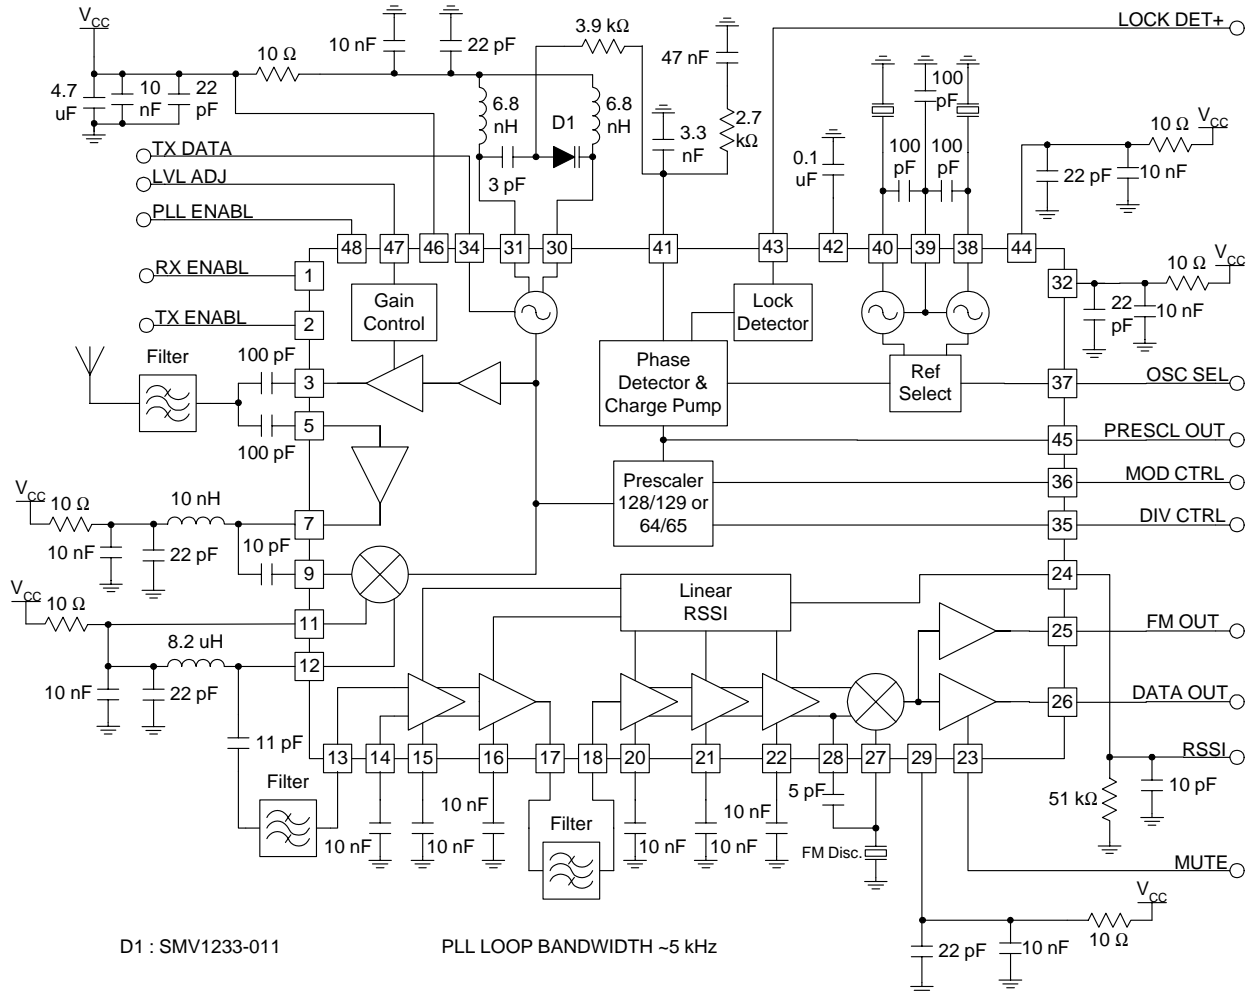 VCC
LOCK DET+
3.9 kΩ
10 nF
22 pF
47 nF
10 Ω
4.7 uF
10 nF
22 pF
6.8 nH
D1
6.8 nH
3.3 nF
2.7 kΩ
100 pF
100 pF
100 pF
0.1 uF
10 Ω
VCC
22 pF
10 nF
TX DATA
LVL ADJ
3 pF
PLL ENABL
48
47
46
34
31
30
41
43
42
40
39
38
44
RX ENABL
1
Gain Control
Lock Detector
32
10 Ω
VCC
22 pF
10 nF
TX ENABL
2
Filter
100 pF
3
Phase Detector & Charge Pump
Ref Select
37
OSC SEL
5
100 pF
45
PRESCL OUT
Prescaler 128/129 or 64/65
36
MOD CTRL
35
DIV CTRL
VCC
10 Ω
10 nH
7
10 nF
22 pF
10 pF
9
VCC
10 Ω
11
Linear RSSI
24
25
FM OUT
8.2 uH
12
10 nF
22 pF
26
DATA OUT
11 pF
13
14
15
16
17
18
20
21
22
28
27
29
23
RSSI
Filter
10 nF
10 nF
10 nF
Filter
10 nF
10 nF
10 nF
5 pF
FM Disc.
51 kΩ
10 pF
MUTE
VCC
10 Ω
22 pF
10 nF
D1 : SMV1233-011
PLL LOOP BANDWIDTH ~5 kHz